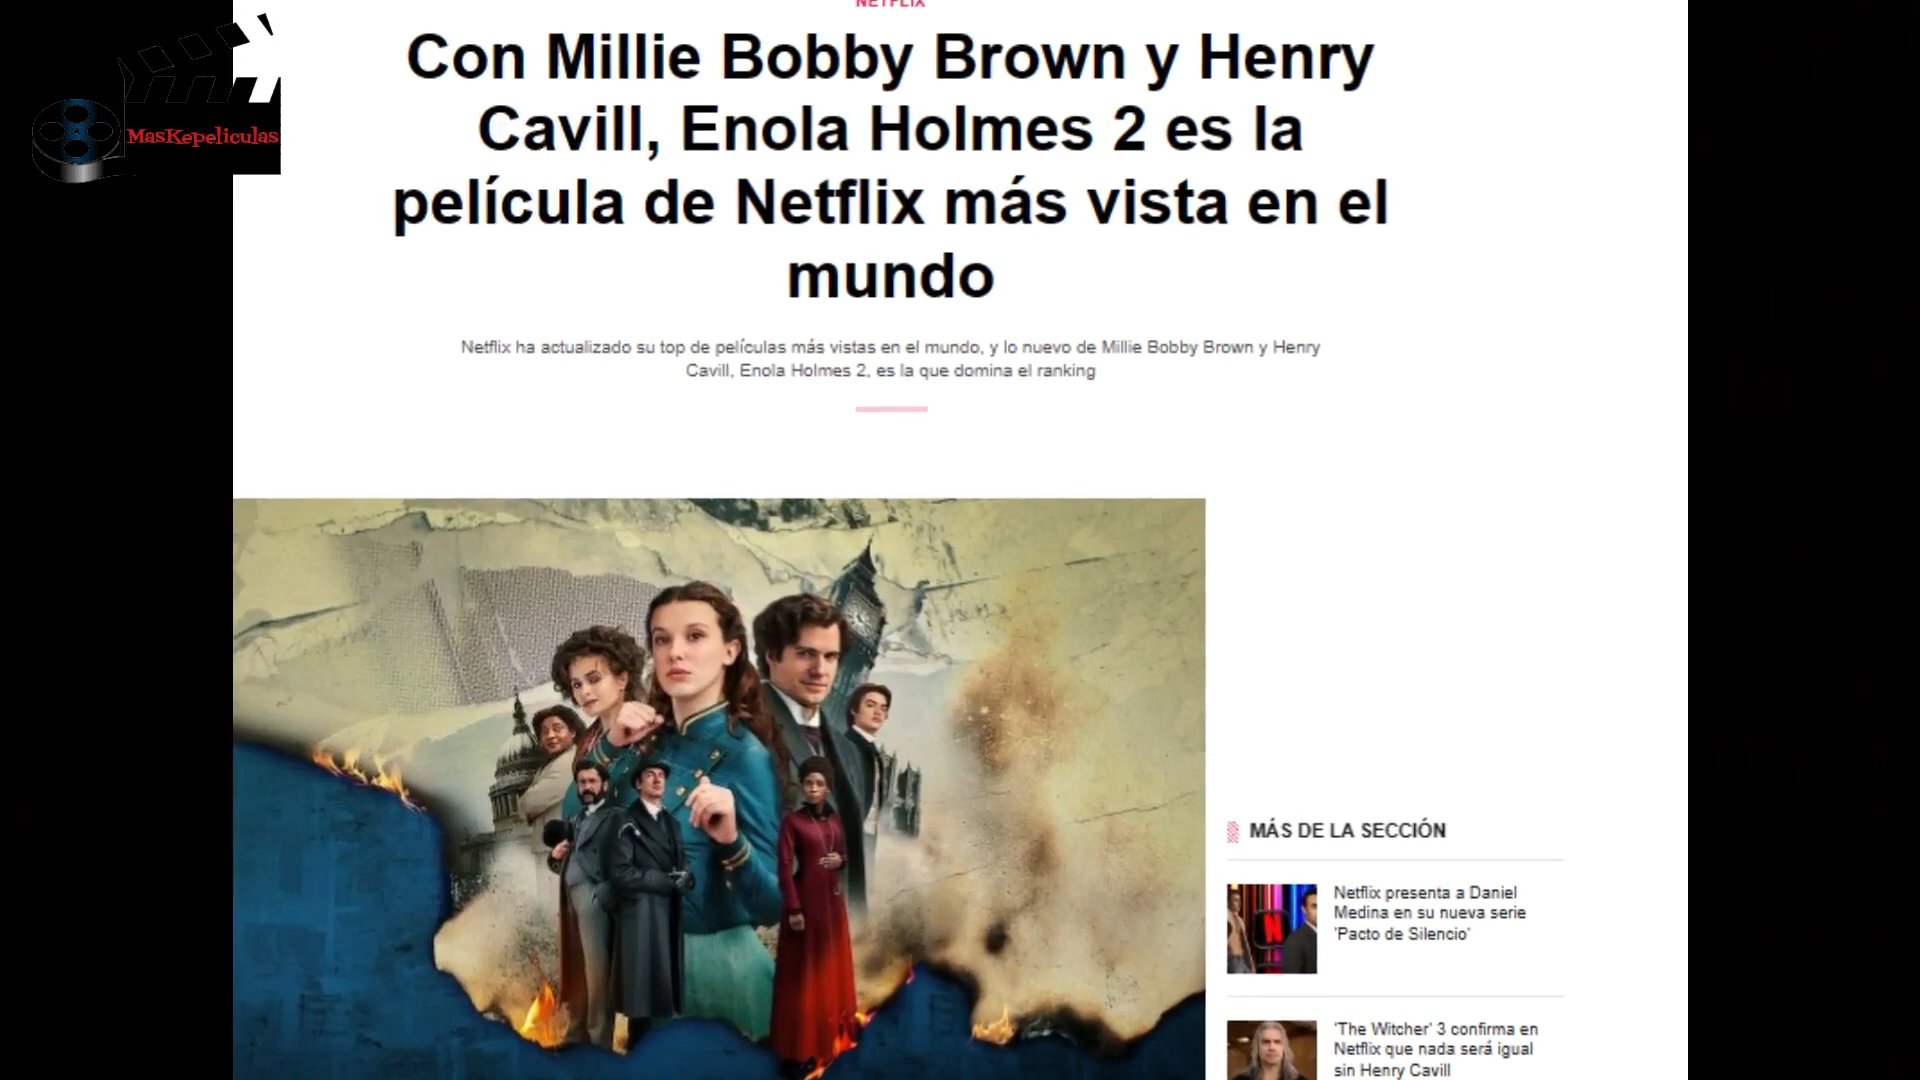 NETFLIX
Con Millie Bobby Brown y Henry
Cavill, Enola Holmes 2 es la
película de Netflix más vista en el
mundo
MasKepeliculas
Netflix ha actualizado su top de películas más vistas en el mundo, y lo nuevo de Millie Bobby Brown y Henry
Cavill, Enola Holmes 2, es la que domina el ranking
MÁS DE LA SECCIÓN
Netflix presenta a Daniel
Medina en su nueva serie
'Pacto de Silencio'
N
'The Witcher' 3 confirma en
Netflix que nada será igual
sin Henry Cavill